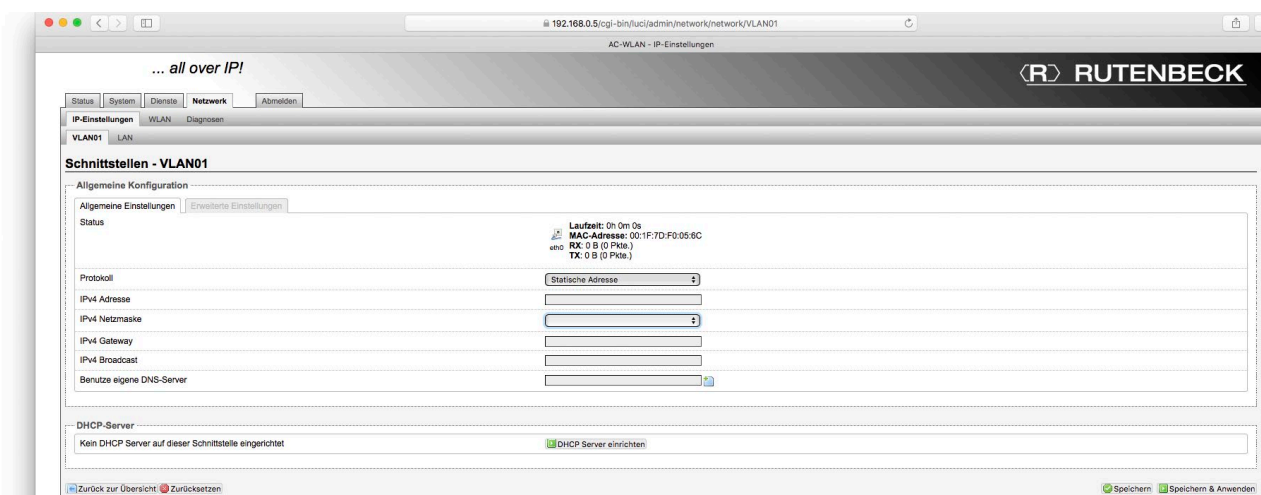 192.168.0.5/cgi-bin/luci/admin/network/network/VLAN01
AC-WLAN - IP-Einstellungen
... all over IP!
⟨R⟩ RUTENBECK
Status System Dienste Netzwerk Abmelden
IP-Einstellungen WLAN Diagnosen
VLAN01 LAN
Schnittstellen - VLAN01
Allgemeine Konfiguration
Allgemeine Einstellungen Erweiterte Einstellungen
Status
Laufzeit: 0h 0m 0s
MAC-Adresse: 00:1F:7D:F0:05:6C
eth0 RX: 0 B (0 Pkte.)
TX: 0 B (0 Pkte.)
Protokoll Statische Adresse
IPv4 Adresse
IPv4 Netzmaske
IPv4 Gateway
IPv4 Broadcast
Benutze eigene DNS-Server
DHCP-Server
Kein DHCP Server auf dieser Schnittstelle eingerichtet DHCP Server einrichten
Zurück zur Übersicht Zurücksetzen Speichern Speichern & Anwenden